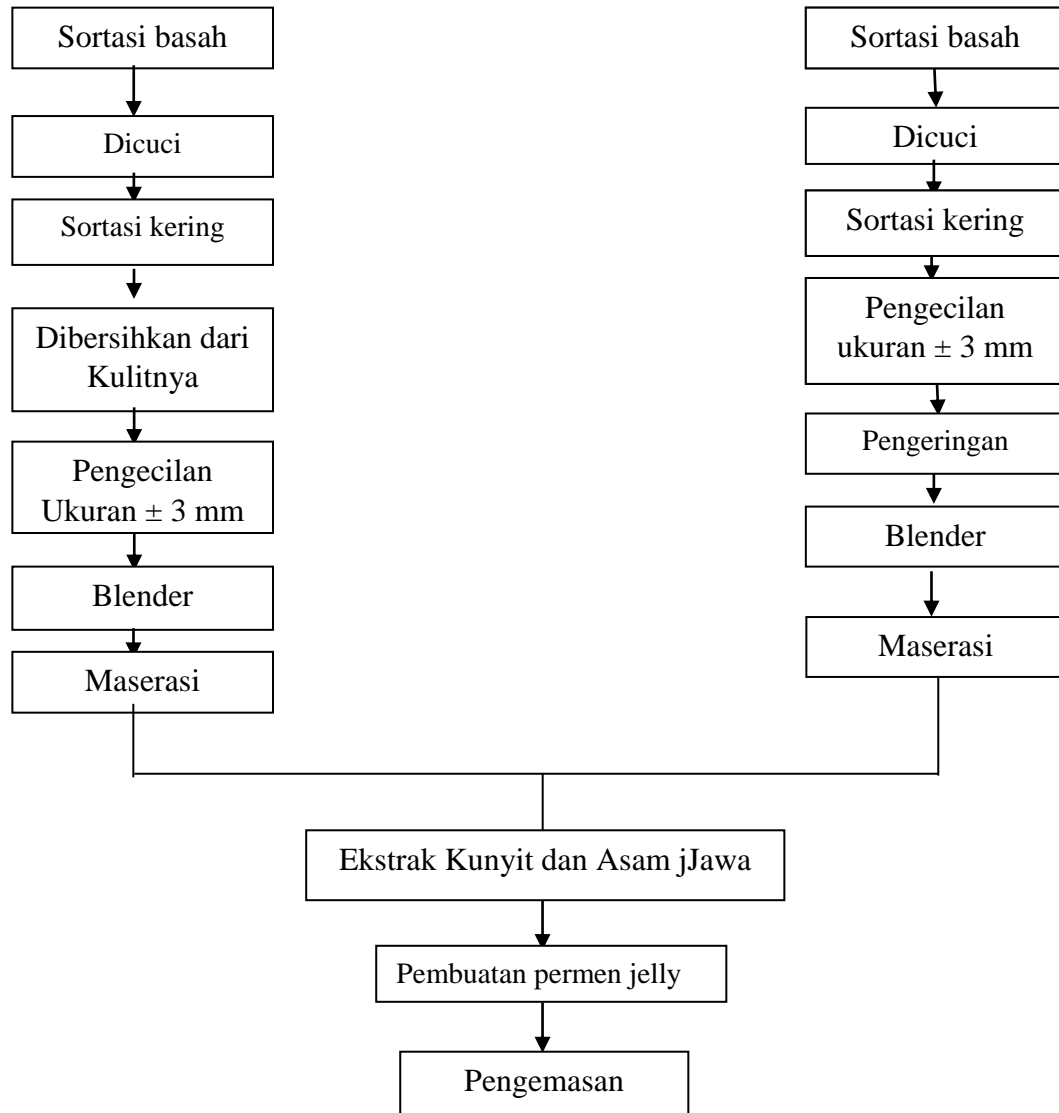 Sortasi basah
Dicuci
Sortasi kering
Dibersihkan dari
Kulitnya
Pengecilan
Ukuran ± 3 mm
Blender
Maserasi
Sortasi basah
Dicuci
Sortasi kering
Pengecilan
ukuran ± 3 mm
Pengeringan
Blender
Maserasi
Ekstrak Kunyit dan Asam jJawa
Pembuatan permen jelly
Pengemasan